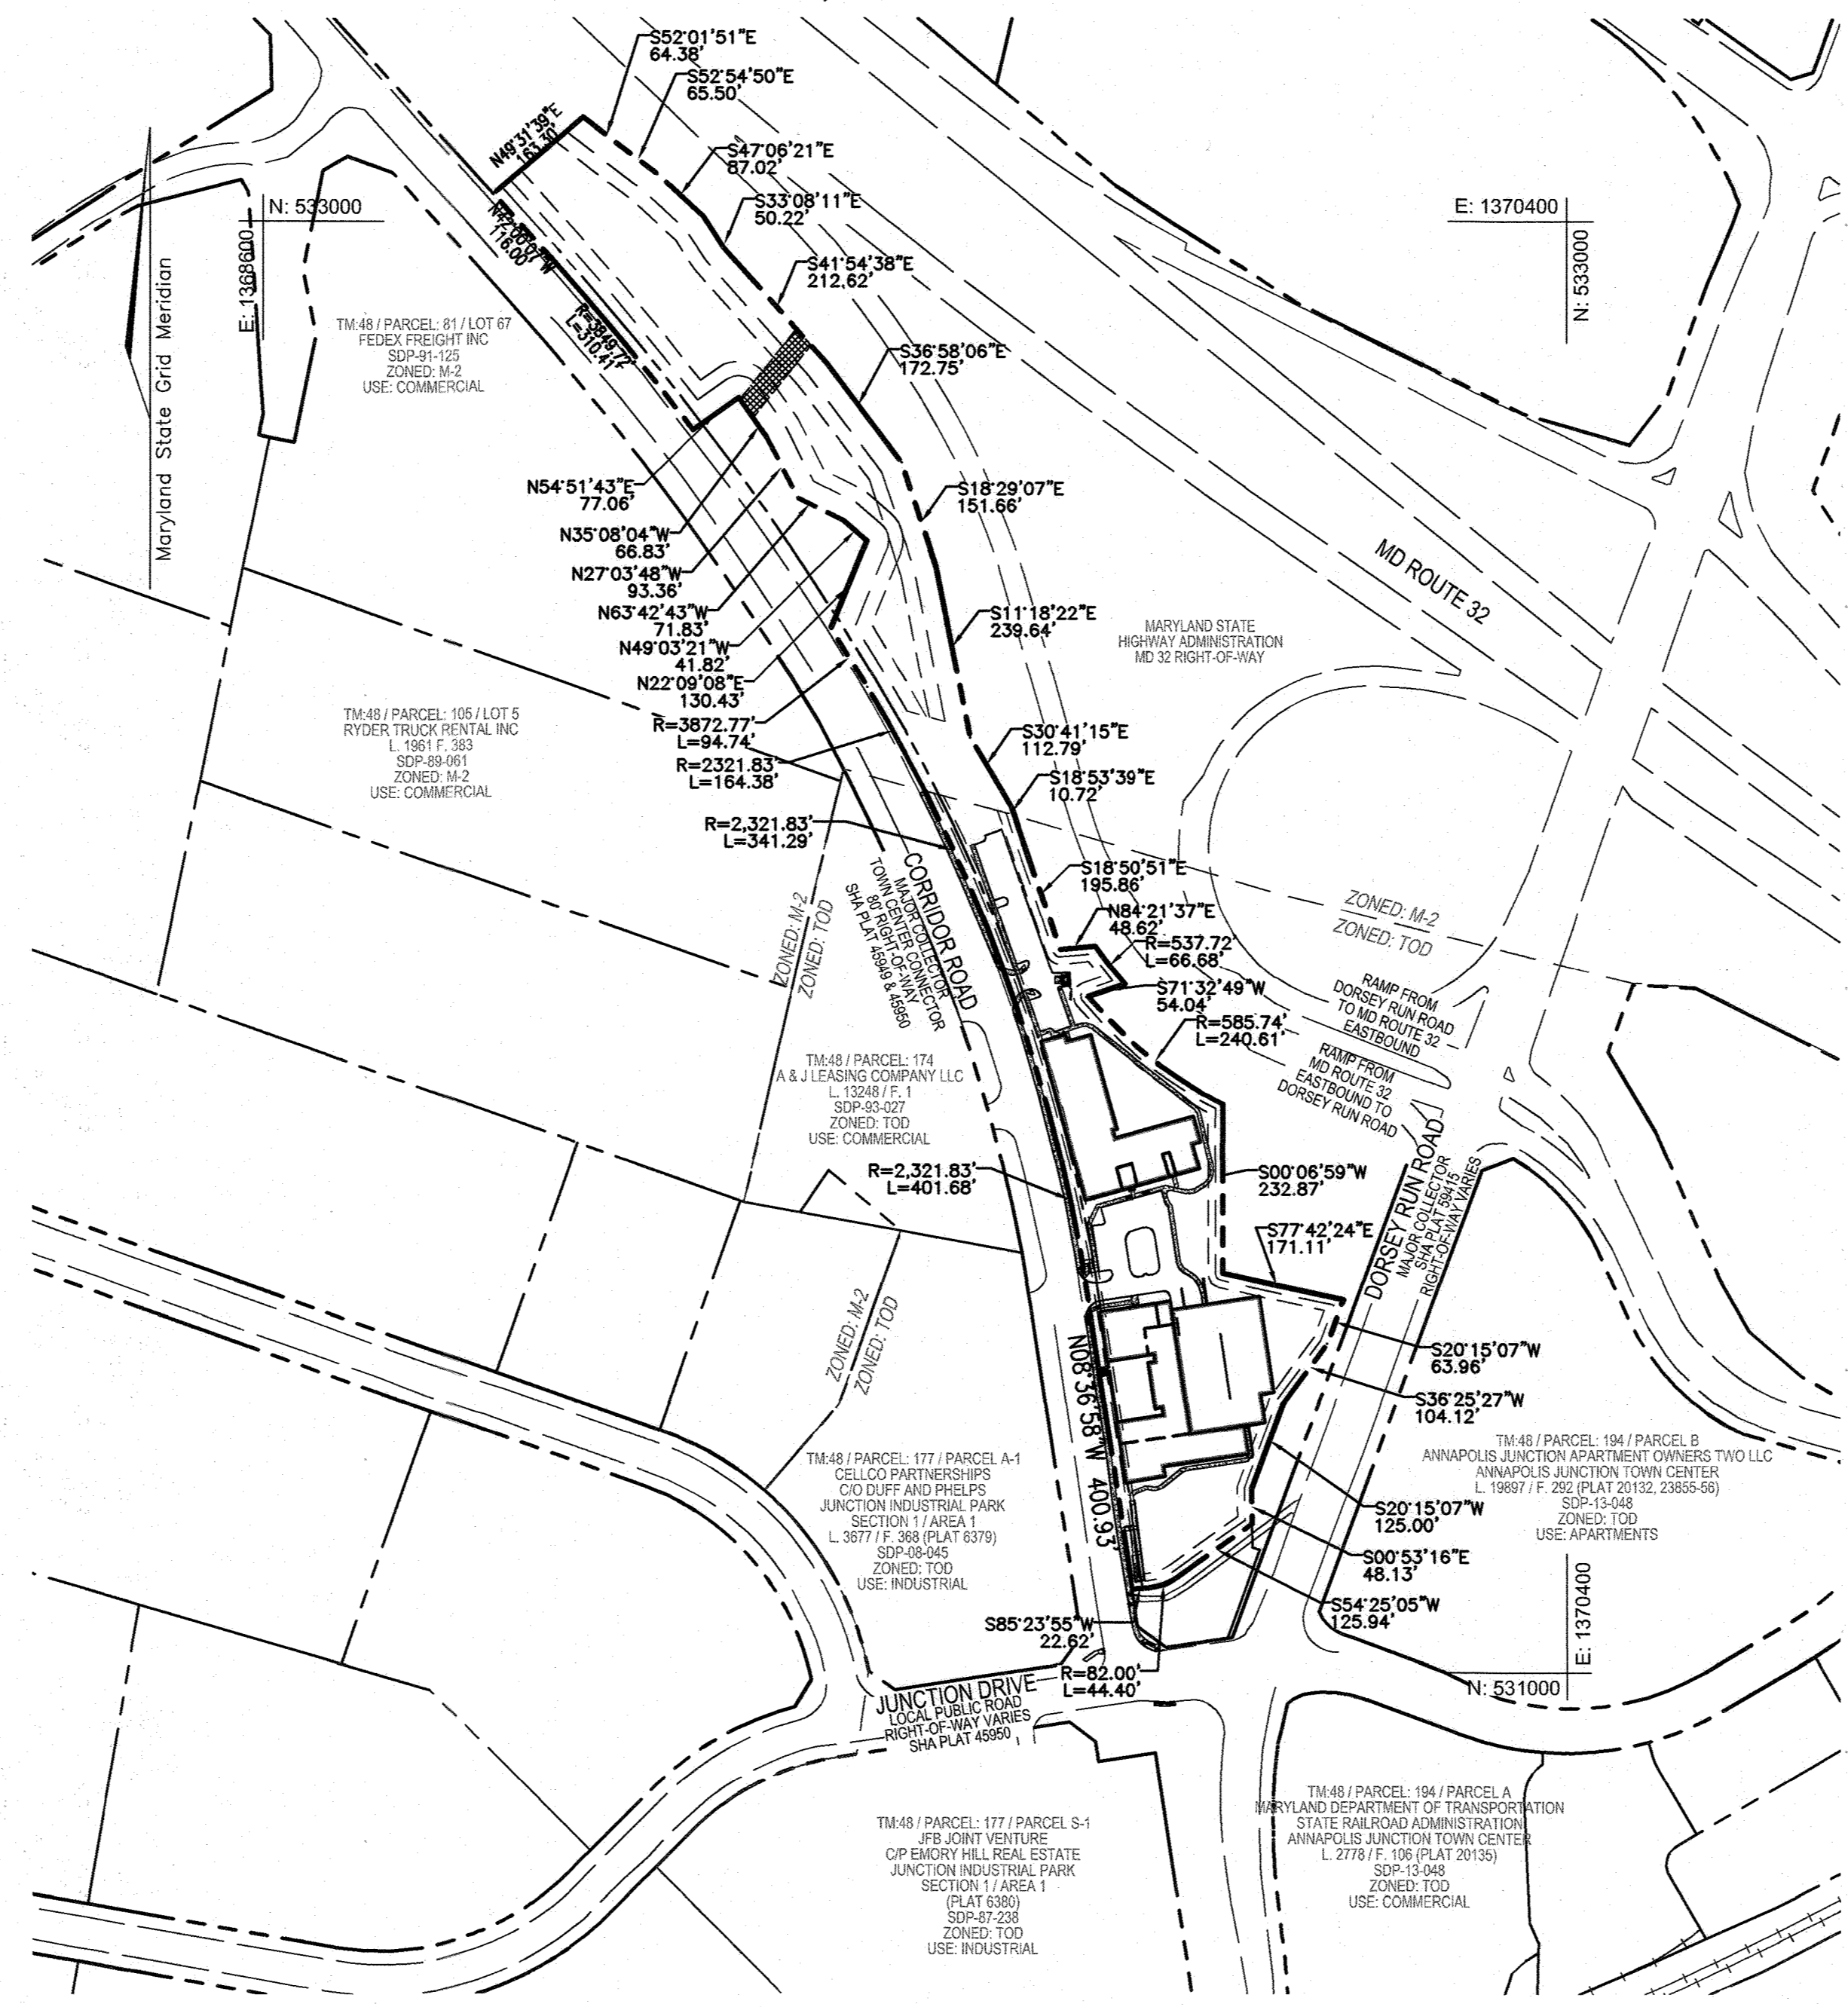 S52°01'51"E
64.38'
S52°54'50"E
65.50'
N49°31'39"E
163.30'
S47°06'21"E
87.02'
S33°08'11"E
50.22'
N: 533000
E: 1368600
E: 1370400
N: 533000
Maryland State Grid Meridian
N42°00'07"W
116.00'
S41°54'38"E
212.62'
R=3849.72'
L=310.41'
TM:48 / PARCEL: 81 / LOT 67
FEDEX FREIGHT INC
SDP-91-125
ZONED: M-2
USE: COMMERCIAL
S36°58'06"E
172.75'
N54°51'43"E
77.06'
S18°29'07"E
151.66'
N35°08'04"W
66.83'
N27°03'48"W
93.36'
N63°42'43"W
71.83'
N49°03'21"W
41.82'
N22°09'08"E
130.43'
MD ROUTE 32
S11°18'22"E
239.64'
MARYLAND STATE
HIGHWAY ADMINISTRATION
MD 32 RIGHT-OF-WAY
TM:48 / PARCEL: 105 / LOT 5
RYDER TRUCK RENTAL INC
L. 1961 F. 383
SDP-89-061
ZONED: M-2
USE: COMMERCIAL
R=3872.77'
L=94.74'
R=2321.83'
L=164.38'
S30°41'15"E
112.79'
S18°53'39"E
10.72'
R=2,321.83'
L=341.29'
CORRIDOR ROAD
MAJOR COLLECTOR
TOWN CENTER CONNECTOR
80' RIGHT-OF-WAY
SHA PLAT 45949 & 45950
S18°50'51"E
195.86'
ZONED: M-2
ZONED: TOD
N84°21'37"E
48.62'
R=537.72'
L=66.68'
ZONED: M-2
ZONED: TOD
S71°32'49"W
54.04'
R=585.74'
L=240.61'
RAMP FROM
DORSEY RUN ROAD
TO MD ROUTE 32
EASTBOUND
RAMP FROM
MD ROUTE 32
EASTBOUND TO
DORSEY RUN ROAD
TM:48 / PARCEL: 174
A & J LEASING COMPANY LLC
L. 13248 / F. 1
SDP-93-027
ZONED: TOD
USE: COMMERCIAL
R=2,321.83'
L=401.68'
S00°06'59"W
232.87'
DORSEY RUN ROAD
MAJOR COLLECTOR
SHA PLAT 59415
RIGHT-OF-WAY VARIES
S77°42'24"E
171.11'
ZONED: M-2
ZONED: TOD
N08°36'58"W 400.93'
S20°15'07"W
63.96'
S36°25'27"W
104.12'
TM:48 / PARCEL: 194 / PARCEL B
ANNAPOLIS JUNCTION APARTMENT OWNERS TWO LLC
ANNAPOLIS JUNCTION TOWN CENTER
L. 19897 / F. 292 (PLAT 20132, 23855-56)
SDP-13-048
ZONED: TOD
USE: APARTMENTS
TM:48 / PARCEL: 177 / PARCEL A-1
CELLCO PARTNERSHIPS
C/O DUFF AND PHELPS
JUNCTION INDUSTRIAL PARK
SECTION 1 / AREA 1
L. 3677 / F. 368 (PLAT 6379)
SDP-08-045
ZONED: TOD
USE: INDUSTRIAL
S20°15'07"W
125.00'
S00°53'16"E
48.13'
S54°25'05"W
125.94'
S85°23'55"W
22.62'
R=82.00'
L=44.40'
E: 1370400
N: 531000
JUNCTION DRIVE
LOCAL PUBLIC ROAD
RIGHT-OF-WAY VARIES
SHA PLAT 45950
TM:48 / PARCEL: 177 / PARCEL S-1
JFB JOINT VENTURE
C/P EMORY HILL REAL ESTATE
JUNCTION INDUSTRIAL PARK
SECTION 1 / AREA 1
(PLAT 6380)
SDP-87-238
ZONED: TOD
USE: INDUSTRIAL
TM:48 / PARCEL: 194 / PARCEL A
MARYLAND DEPARTMENT OF TRANSPORTATION
STATE RAILROAD ADMINISTRATION
ANNAPOLIS JUNCTION TOWN CENTER
L. 2778 / F. 106 (PLAT 20135)
SDP-13-048
ZONED: TOD
USE: COMMERCIAL